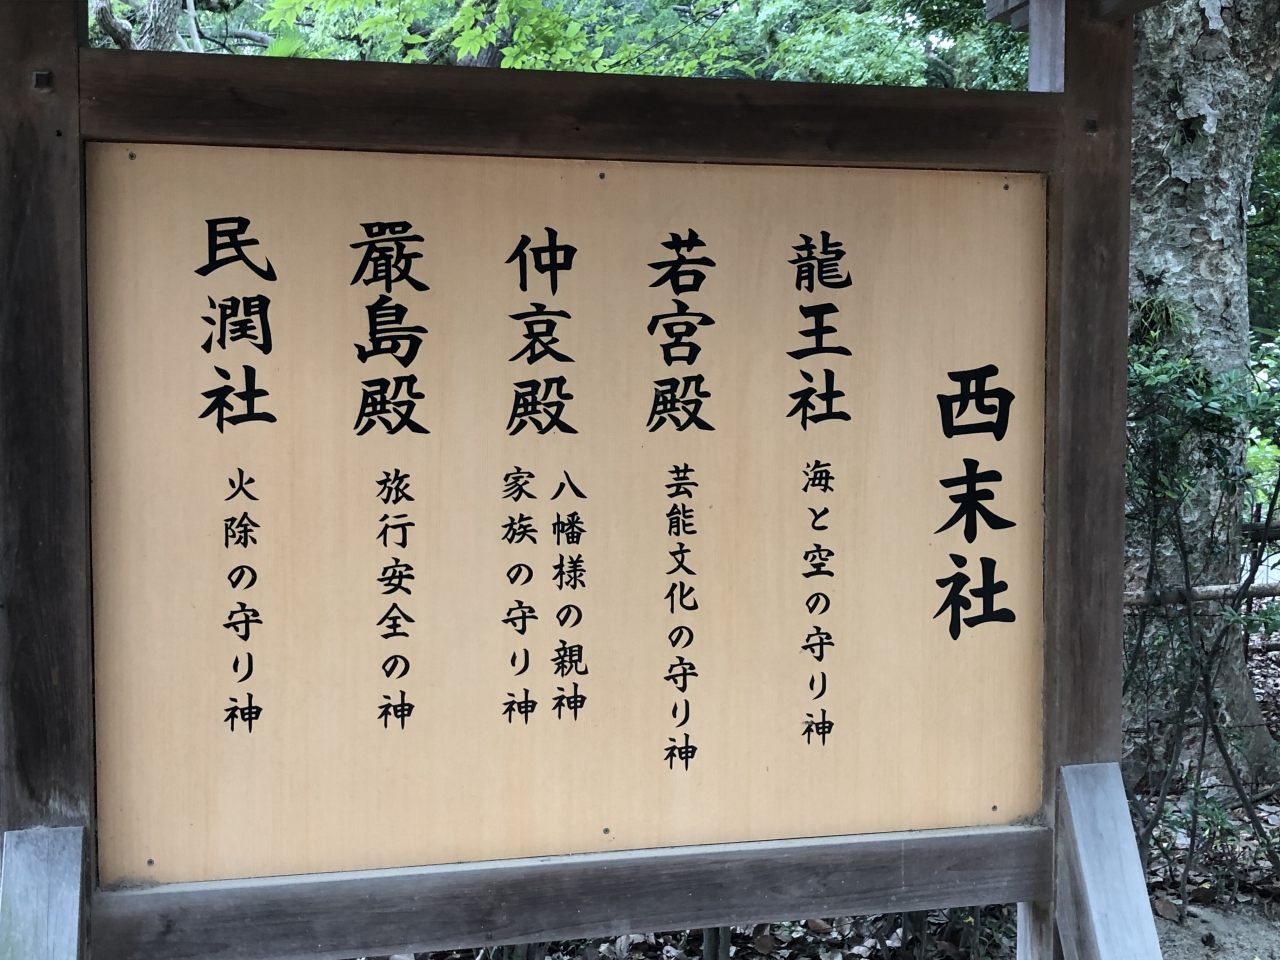 西末社
龍王社
海と空の守り神
若宮殿
芸能文化の守り神
仲哀殿
八幡様の親神
家族の守り神
嚴島殿
旅行安全の神
民潤社
火除の守り神